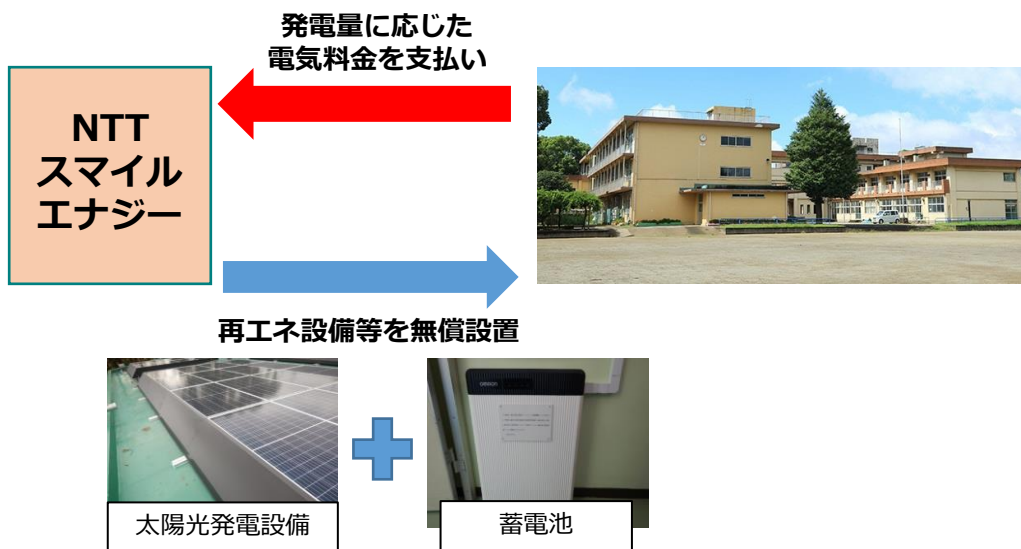 発電量に応じた
電気料金を支払い
NTT
スマイル
エナジー
再エネ設備等を無償設置
OMRON
太陽光発電設備
蓄電池